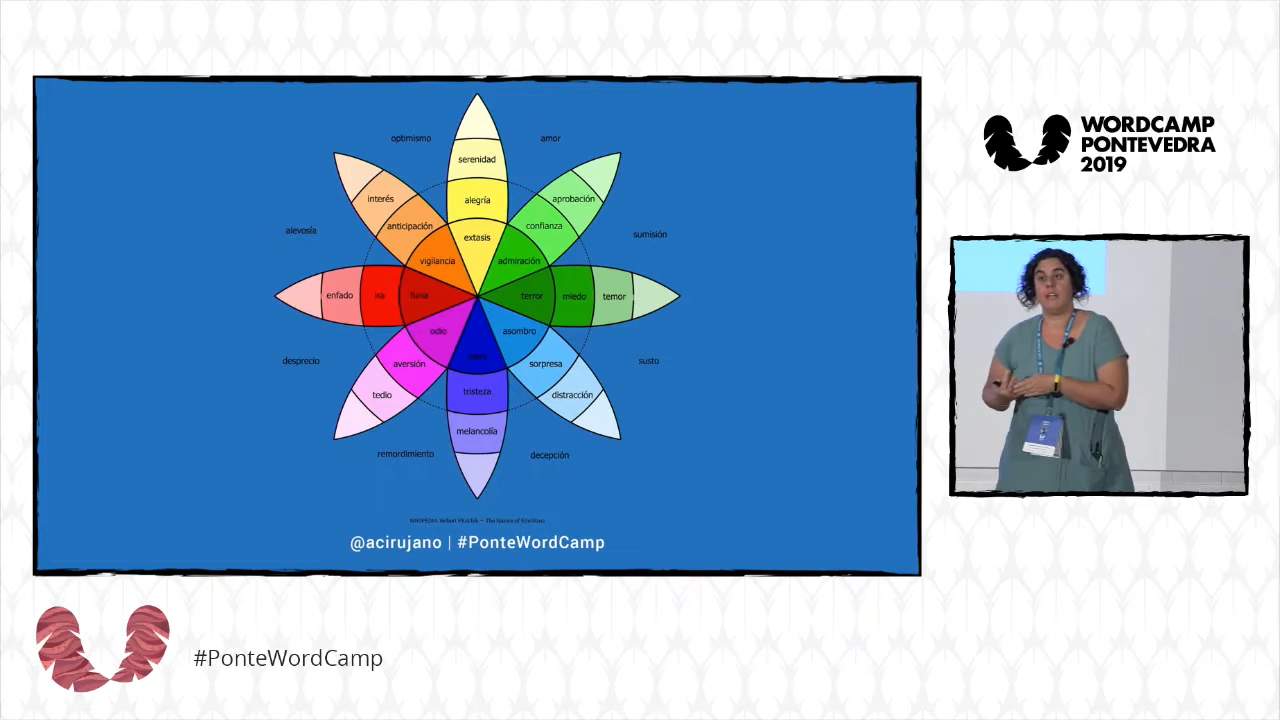 optimismo
amor
serenidad
interés
alegría
aprobación
anticipación
confianza
alevosía
extasis
sumisión
vigilancia
admiración
enfado
ira
furia
terror
miedo
temor
odio
asombro
desprecio
aversión
sorpresa
susto
tristeza
tedio
distracción
melancolía
remordimiento
decepción
WIKIPEDIA: Robert Plutchik – The Nature of Emotions
@acirujano | #PonteWordCamp
WORDCAMP
PONTEVEDRA
2019
#PonteWordCamp